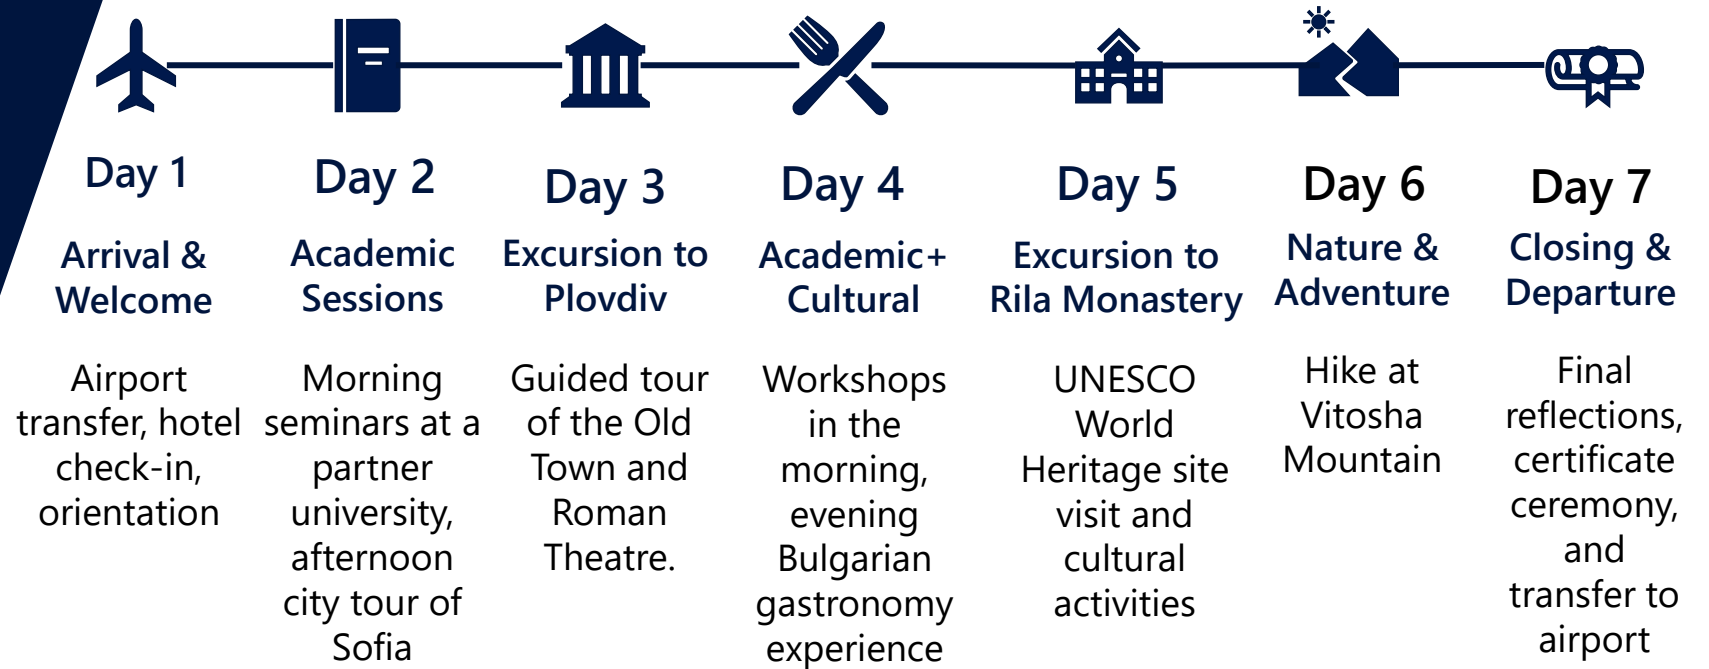 Day 1
Arrival &
Welcome
Airport
transfer, hotel
check-in,
orientation
Day 2
Academic
Sessions
Morning
seminars at a
partner
university,
afternoon
city tour of
Sofia
Day 3
Excursion to
Plovdiv
Guided tour
of the Old
Town and
Roman
Theatre.
Day 4
Academic+
Cultural
Workshops
in the
morning,
evening
Bulgarian
gastronomy
experience
Day 5
Excursion to
Rila Monastery
UNESCO
World
Heritage site
visit and
cultural
activities
Day 6
Nature &
Adventure
Hike at
Vitosha
Mountain
Day 7
Closing &
Departure
Final
reflections,
certificate
ceremony,
and
transfer to
airport